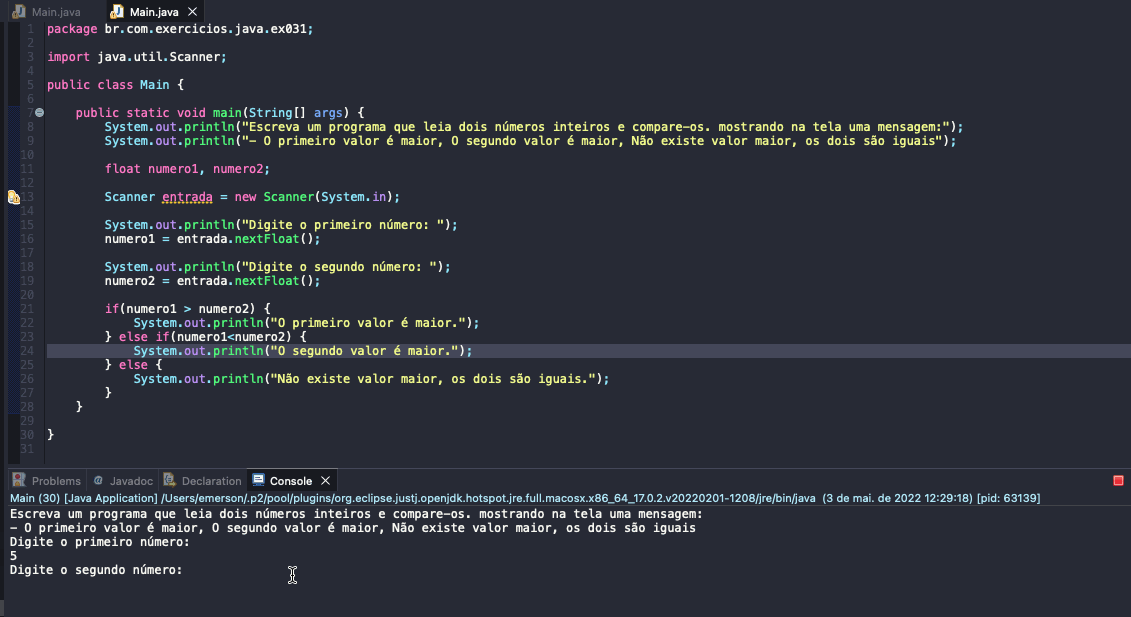 Main.java Main.java
1 package br.com.exercicios.java.ex031;
2
3 import java.util.Scanner;
4
5 public class Main {
6
7 public static void main(String[] args) {
8 System.out.println("Escreva um programa que leia dois números inteiros e compare-os. mostrando na tela uma mensagem:");
9 System.out.println("- O primeiro valor é maior, O segundo valor é maior, Não existe valor maior, os dois são iguais");
10
11 float numero1, numero2;
12
13 Scanner entrada = new Scanner(System.in);
14
15 System.out.println("Digite o primeiro número: ");
16 numero1 = entrada.nextFloat();
17
18 System.out.println("Digite o segundo número: ");
19 numero2 = entrada.nextFloat();
20
21 if(numero1 > numero2) {
22 System.out.println("O primeiro valor é maior.");
23 } else if(numero1<numero2) {
24 System.out.println("O segundo valor é maior.");
25 } else {
26 System.out.println("Não existe valor maior, os dois são iguais.");
27 }
28 }
29
30 }
31
Problems Javadoc Declaration Console
Main (30) [Java Application] /Users/emerson/.p2/pool/plugins/org.eclipse.justj.openjdk.hotspot.jre.full.macosx.x86_64_17.0.2.v20220201-1208/jre/bin/java (3 de mai. de 2022 12:29:18) [pid: 63139]
Escreva um programa que leia dois números inteiros e compare-os. mostrando na tela uma mensagem:
- O primeiro valor é maior, O segundo valor é maior, Não existe valor maior, os dois são iguais
Digite o primeiro número:
5
Digite o segundo número: